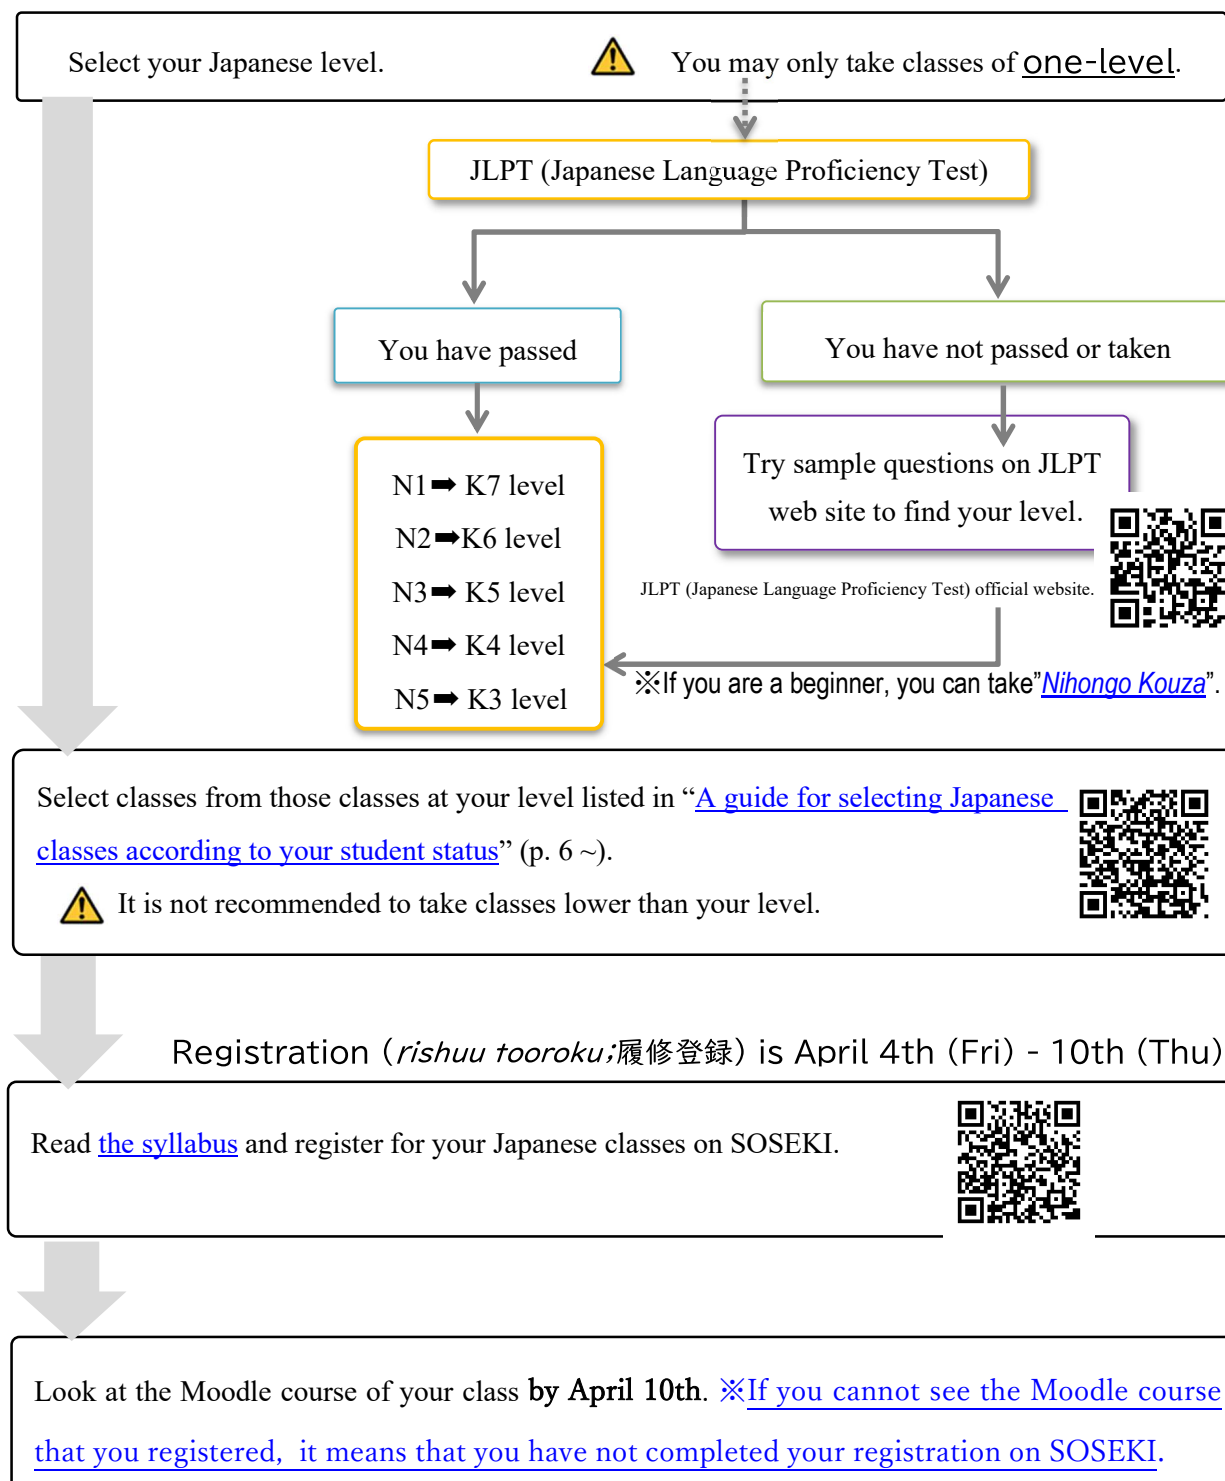 Select your Japanese level.
You may only take classes of one-level.
JLPT (Japanese Language Proficiency Test)
You have passed
You have not passed or taken
N1➡ K7 level
N2➡K6 level
N3➡ K5 level
N4➡ K4 level
N5➡ K3 level
Try sample questions on JLPT
web site to find your level.
JLPT (Japanese Language Proficiency Test) official website.
※If you are a beginner, you can take”Nihongo Kouza”.
Select classes from those classes at your level listed in “A guide for selecting Japanese
classes according to your student status” (p. 6 ~).
It is not recommended to take classes lower than your level.
Registration (rishuu tooroku;履修登録) is April 4th (Fri) - 10th (Thu)
Read the syllabus and register for your Japanese classes on SOSEKI.
Look at the Moodle course of your class by April 10th. ※If you cannot see the Moodle course
that you registered, it means that you have not completed your registration on SOSEKI.